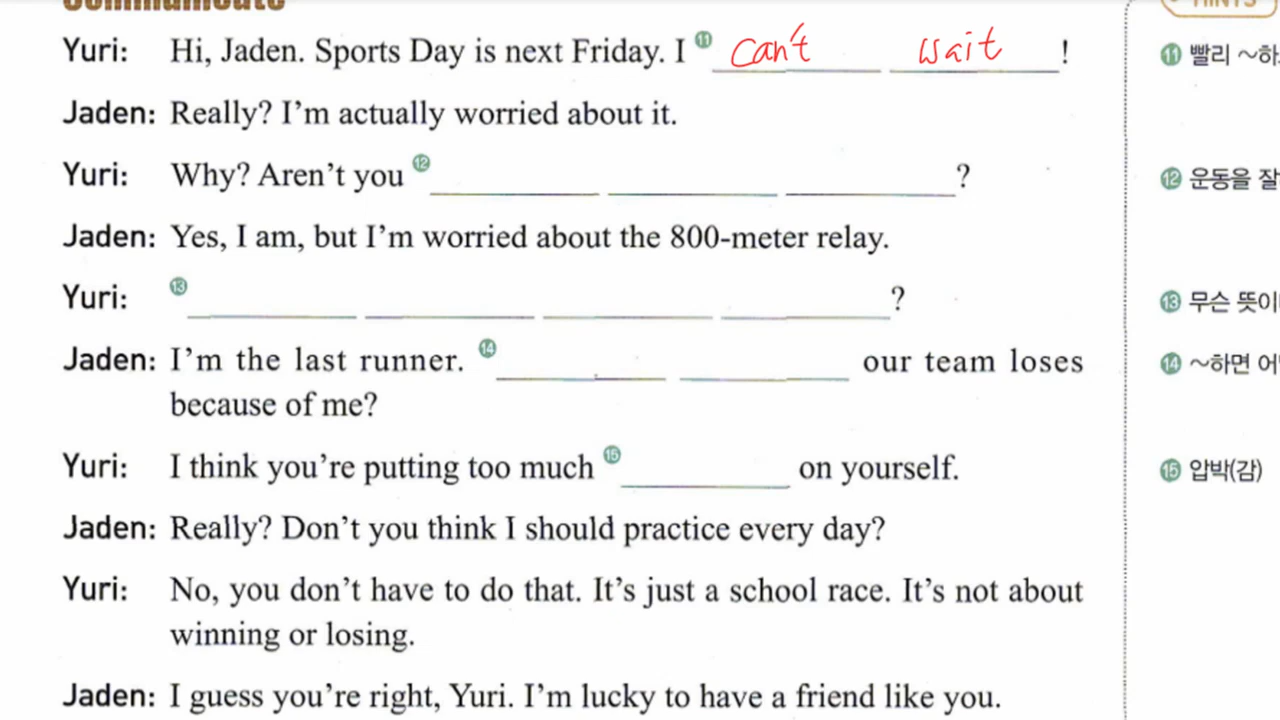 Communicate
HINTS
Yuri: Hi, Jaden. Sports Day is next Friday. I ⑪ can't wait !
⑪ 빨리 ~하
Jaden: Really? I'm actually worried about it.
Yuri: Why? Aren't you ⑫ ?
⑫ 운동을 잘
Jaden: Yes, I am, but I'm worried about the 800-meter relay.
Yuri: ⑬ ?
⑬ 무슨 뜻이
Jaden: I'm the last runner. ⑭ our team loses
⑭ ~하면
because of me?
Yuri: I think you're putting too much ⑮ on yourself.
⑮ 압박(감)
Jaden: Really? Don't you think I should practice every day?
Yuri: No, you don't have to do that. It's just a school race. It's not about
winning or losing.
Jaden: I guess you're right, Yuri. I'm lucky to have a friend like you.